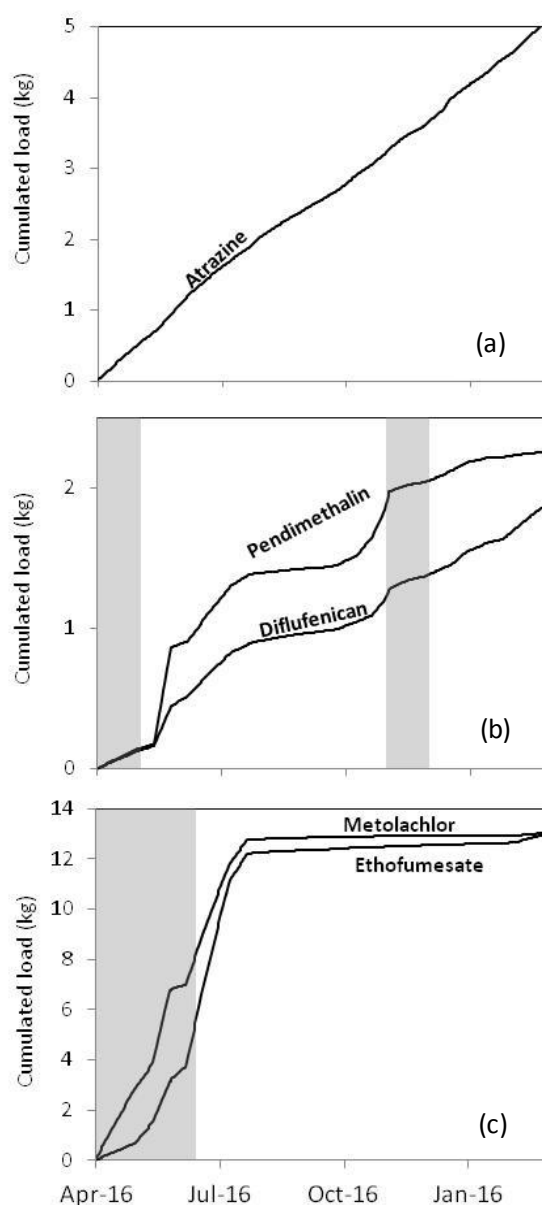 5
4
3
2
1
0
Cumulated load (kg)
Atrazine
(a)
2
1
0
Cumulated load (kg)
Pendimethalin
Diflufenican
(b)
14
12
10
8
6
4
2
0
Cumulated load (kg)
Metolachlor
Ethofumesate
(c)
Apr-16 Jul-16 Oct-16 Jan-16